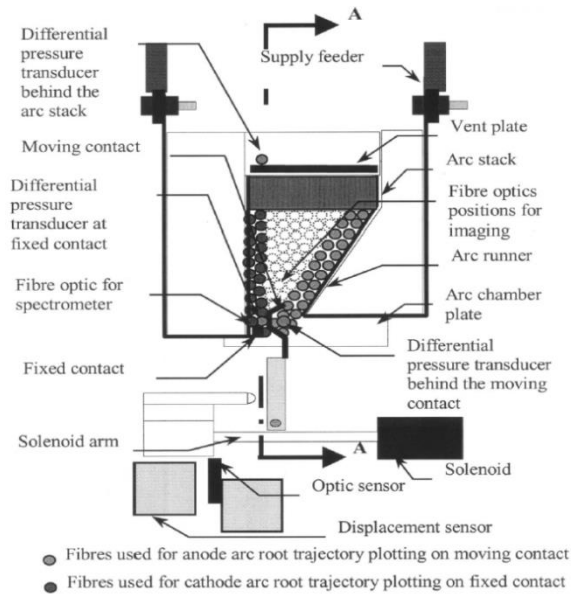 A
Differential
pressure
transducer
behind the
arc stack
Supply feeder
Moving contact
Vent plate
Arc stack
Differential
pressure
transducer at
fixed contact
Fibre optics
positions for
imaging
Arc runner
Fibre optic for
spectrometer
Arc chamber
plate
Fixed contact
Differential
pressure transducer
behind the moving
contact
Solenoid arm
A
Solenoid
Optic sensor
Displacement sensor
Fibres used for anode arc root trajectory plotting on moving contact
Fibres used for cathode arc root trajectory plotting on fixed contact